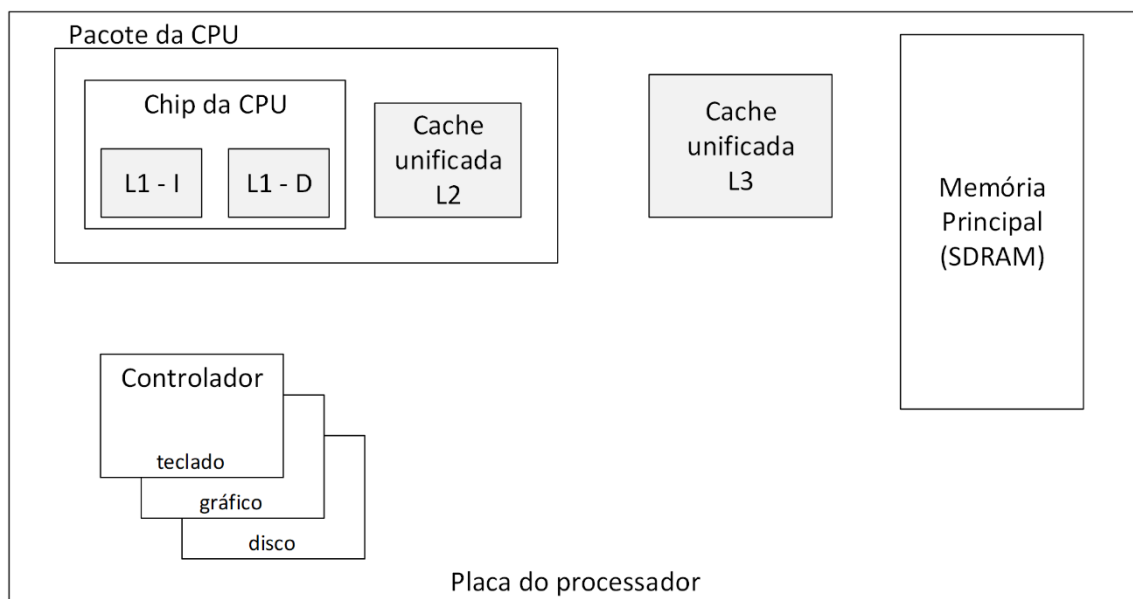 Pacote da CPU
Chip da CPU
L1 - I
L1 - D
Cache
unificada
L2
Cache
unificada
L3
Memória
Principal
(SDRAM)
Controlador
teclado
gráfico
disco
Placa do processador